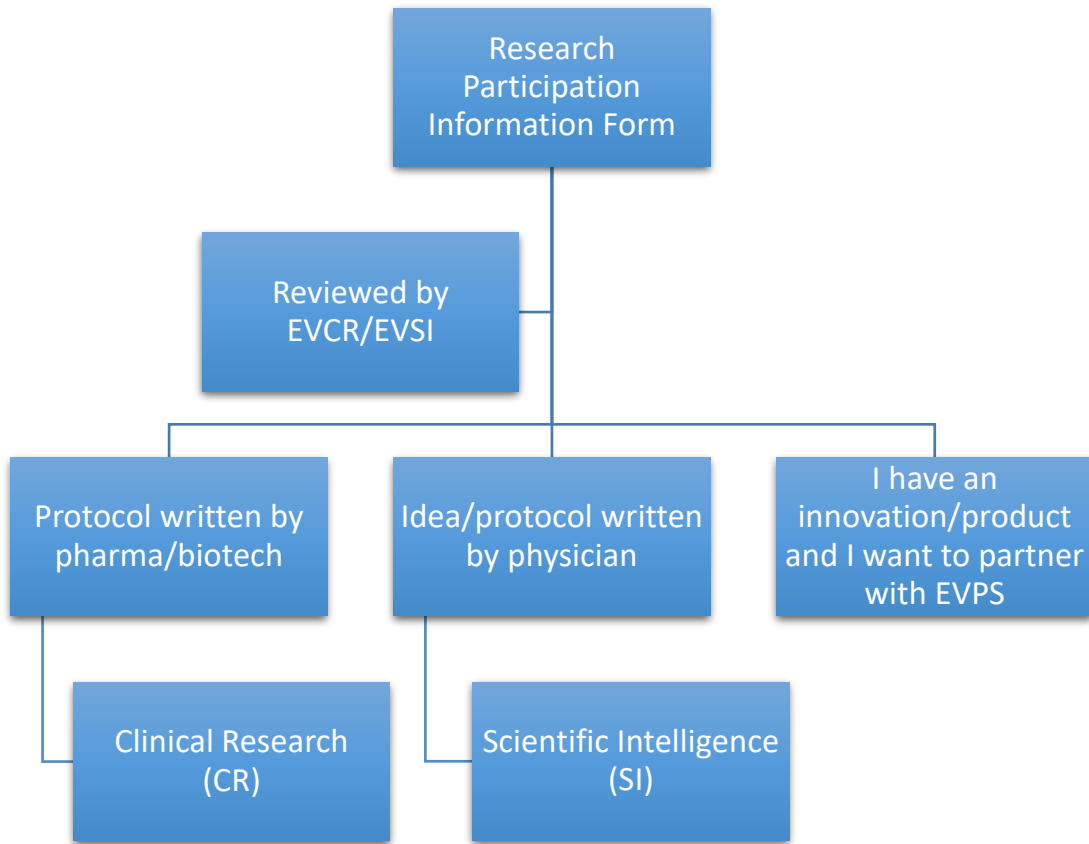 Research
Participation
Information Form
Reviewed by
EVCR/EVSI
Protocol written by
pharma/biotech
Idea/protocol written
by physician
I have an
innovation/product
and I want to partner
with EVPS
Clinical Research
(CR)
Scientific Intelligence
(SI)